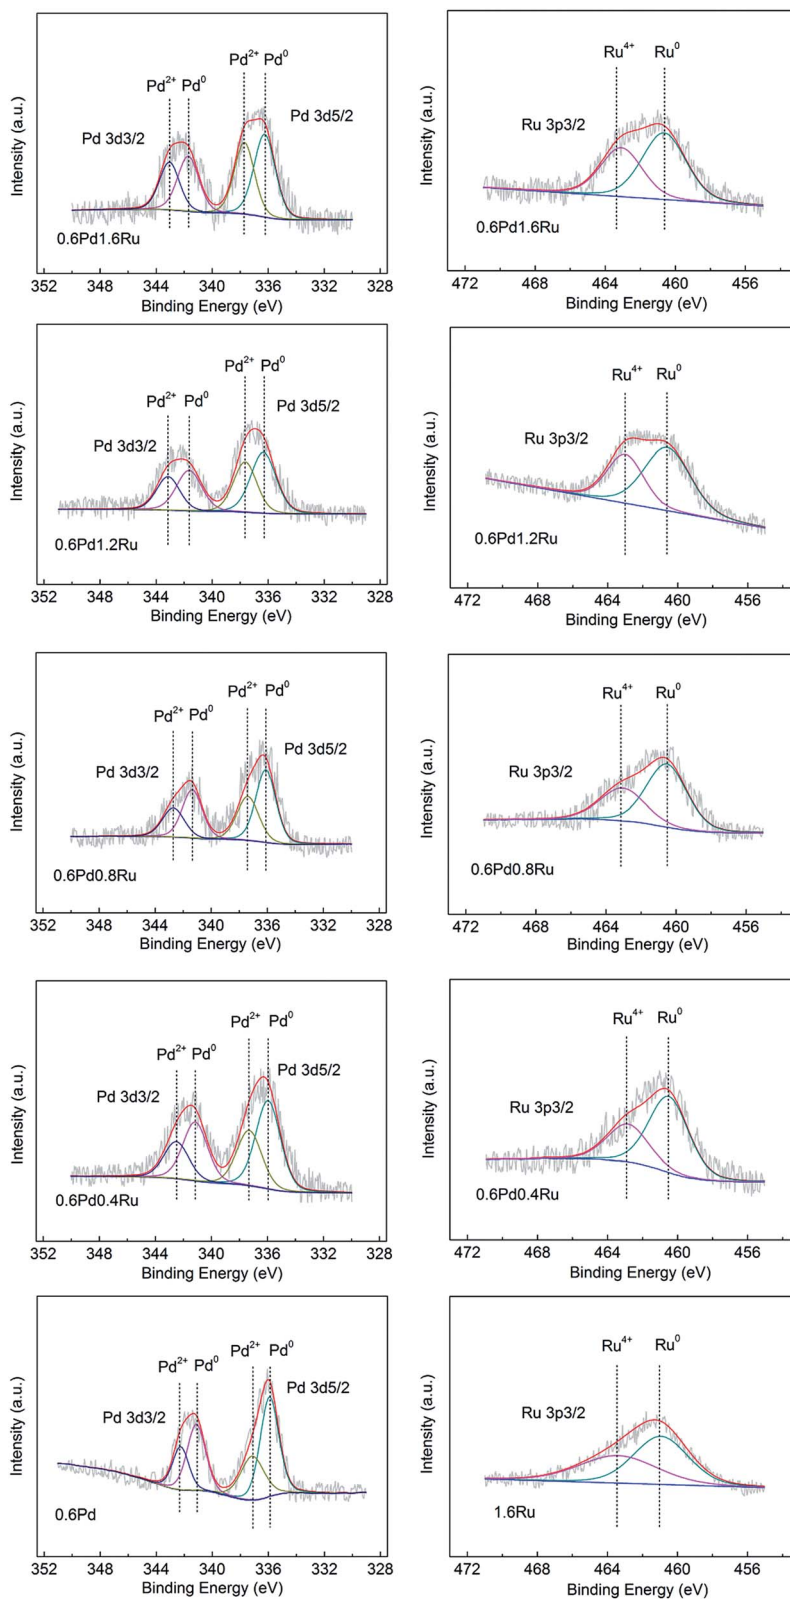 Intensity (a.u.)
Pd²⁺ Pd⁰
Pd²⁺ Pd⁰
Pd 3d5/2
Pd 3d3/2
0.6Pd1.6Ru
352 348 344 340 336 332 328
Binding Energy (eV)
Intensity (a.u.)
Ru⁴⁺ Ru⁰
Ru 3p3/2
0.6Pd1.6Ru
472 468 464 460 456
Binding Energy (eV)
Intensity (a.u.)
Pd²⁺ Pd⁰
Pd²⁺ Pd⁰
Pd 3d5/2
Pd 3d3/2
0.6Pd1.2Ru
352 348 344 340 336 332 328
Binding Energy (eV)
Intensity (a.u.)
Ru⁴⁺ Ru⁰
Ru 3p3/2
0.6Pd1.2Ru
472 468 464 460 456
Binding Energy (eV)
Intensity (a.u.)
Pd²⁺ Pd⁰
Pd²⁺ Pd⁰
Pd 3d5/2
Pd 3d3/2
0.6Pd0.8Ru
352 348 344 340 336 332 328
Binding Energy (eV)
Intensity (a.u.)
Ru⁴⁺ Ru⁰
Ru 3p3/2
0.6Pd0.8Ru
472 468 464 460 456
Binding Energy (eV)
Intensity (a.u.)
Pd²⁺ Pd⁰
Pd²⁺ Pd⁰
Pd 3d5/2
Pd 3d3/2
0.6Pd0.4Ru
352 348 344 340 336 332 328
Binding Energy (eV)
Intensity (a.u.)
Ru⁴⁺ Ru⁰
Ru 3p3/2
0.6Pd0.4Ru
472 468 464 460 456
Binding Energy (eV)
Intensity (a.u.)
Pd²⁺ Pd⁰ Pd²⁺ Pd⁰
Pd 3d5/2
Pd 3d3/2
0.6Pd
352 348 344 340 336 332 328
Binding Energy (eV)
Intensity (a.u.)
Ru⁴⁺ Ru⁰
Ru 3p3/2
1.6Ru
472 468 464 460 456
Binding Energy (eV)